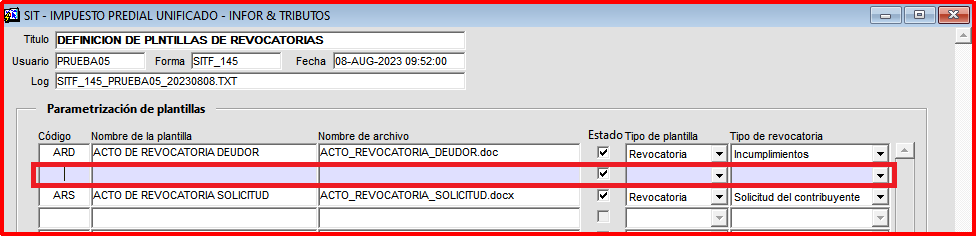 SIT - IMPUESTO PREDIAL UNIFICADO - INFOR & TRIBUTOS
Titulo DEFINICION DE PLNTILLAS DE REVOCATORIAS
Usuario PRUEBA05 Forma SITF_145 Fecha 08-AUG-2023 09:52:00
Log SITF_145_PRUEBA05_20230808.TXT
Parametrización de plantillas
Código Nombre de la plantilla Nombre de archivo Estado Tipo de plantilla Tipo de revocatoria
ARD ACTO DE REVOCATORIA DEUDOR ACTO_REVOCATORIA_DEUDOR.doc Revocatoria Incumplimientos
ARS ACTO DE REVOCATORIA SOLICITUD ACTO_REVOCATORIA_SOLICITUD.docx Revocatoria Solicitud del contribuyente